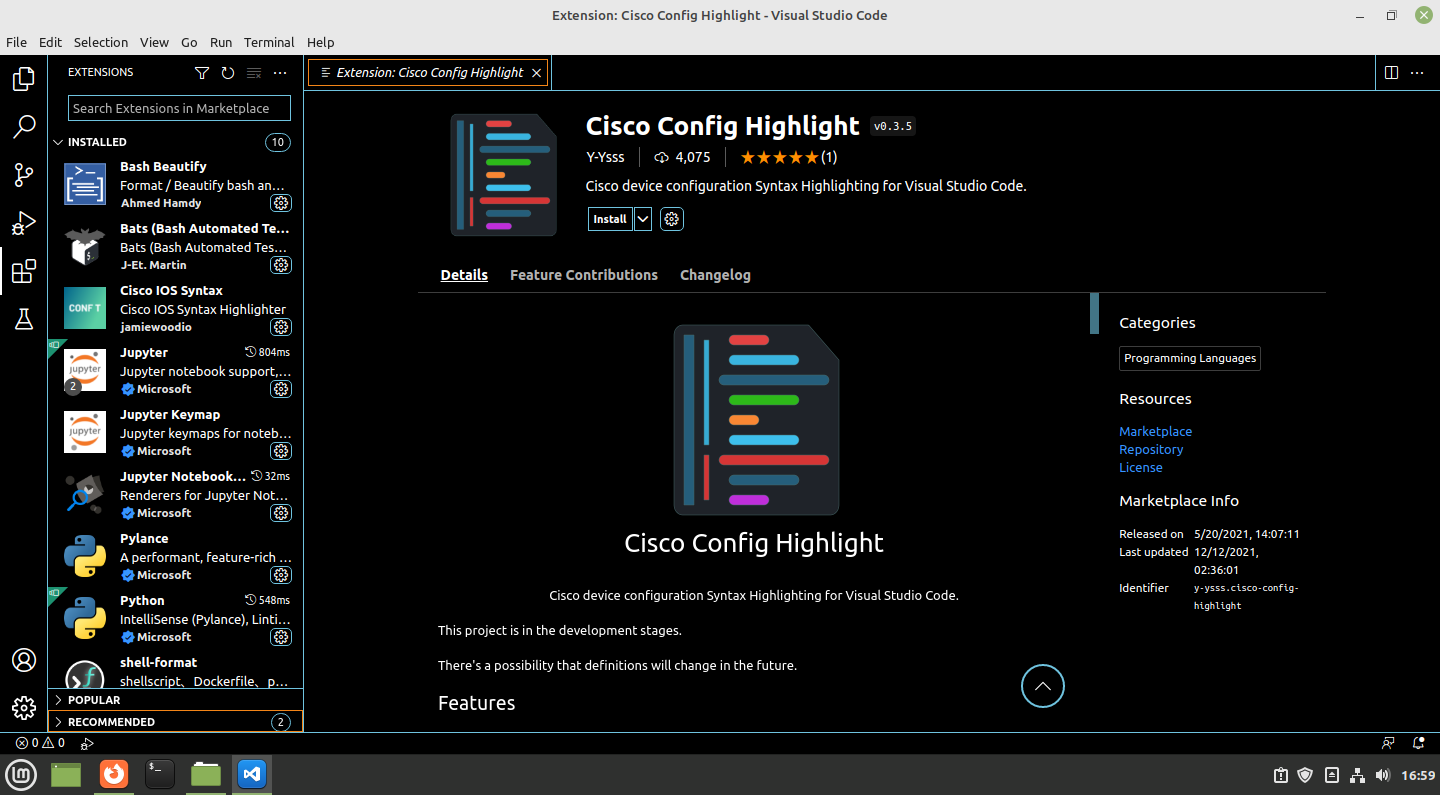 Extension: Cisco Config Highlight - Visual Studio Code
File Edit Selection View Go Run Terminal Help
EXTENSIONS
Search Extensions in Marketplace
INSTALLED 10
Bash Beautify
Format / Beautify bash an…
Ahmed Hamdy
Bats (Bash Automated Te…
Bats (Bash Automated Tes…
J-Et. Martin
CONF T
Cisco IOS Syntax
Cisco IOS Syntax Highlighter
jamiewoodio
jupyter
2
Jupyter 804ms
Jupyter notebook support,…
Microsoft
jupyter
Jupyter Keymap
Jupyter keymaps for noteb…
Microsoft
Jupyter Notebook… 32ms
Renderers for Jupyter Not…
Microsoft
Pylance
A performant, feature-rich …
Microsoft
Python 548ms
IntelliSense (Pylance), Linti…
Microsoft
shell-format
shellscript、Dockerfile、p…
POPULAR
RECOMMENDED 2
0 0
Extension: Cisco Config Highlight
Cisco Config Highlight v0.3.5
Y-Ysss 4,075 ★★★★★(1)
Cisco device configuration Syntax Highlighting for Visual Studio Code.
Install
Details Feature Contributions Changelog
Cisco Config Highlight
Cisco device configuration Syntax Highlighting for Visual Studio Code.
This project is in the development stages.
There's a possibility that definitions will change in the future.
Features
Categories
Programming Languages
Resources
Marketplace
Repository
License
Marketplace Info
Released on 5/20/2021, 14:07:11
Last updated 12/12/2021,
02:36:01
Identifier y-ysss.cisco-config-
highlight
16:59